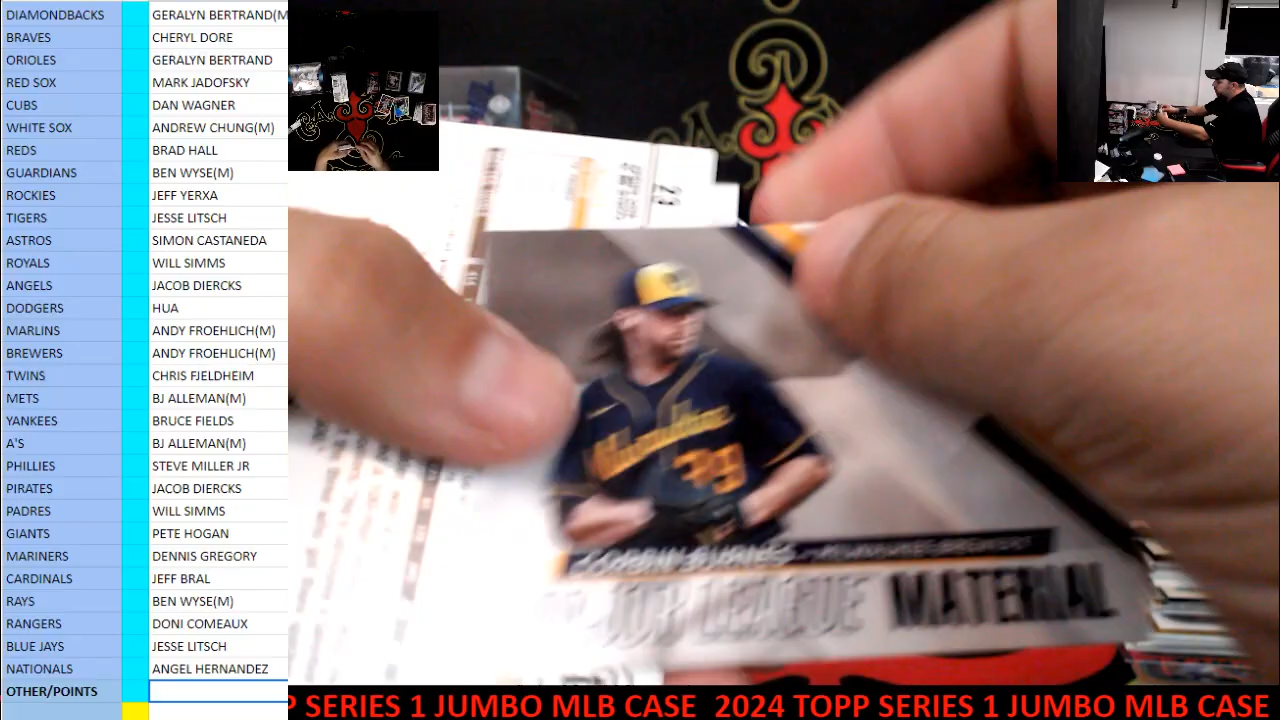 DIAMONDBACKS GERALYN BERTRAND(M
BRAVES CHERYL DORE
ORIOLES GERALYN BERTRAND
RED SOX MARK JADOFSKY
CUBS DAN WAGNER
WHITE SOX ANDREW CHUNG(M)
REDS BRAD HALL
GUARDIANS BEN WYSE(M)
ROCKIES JEFF YERXA
TIGERS JESSE LITSCH
ASTROS SIMON CASTANEDA
ROYALS WILL SIMMS
ANGELS JACOB DIERCKS
DODGERS HUA
MARLINS ANDY FROEHLICH(M)
BREWERS ANDY FROEHLICH(M)
TWINS CHRIS FJELDHEIM
METS BJ ALLEMAN(M)
YANKEES BRUCE FIELDS
A'S BJ ALLEMAN(M)
PHILLIES STEVE MILLER JR
PIRATES JACOB DIERCKS
PADRES WILL SIMMS
GIANTS PETE HOGAN
MARINERS DENNIS GREGORY
CARDINALS JEFF BRAL
RAYS BEN WYSE(M)
RANGERS DONI COMEAUX
BLUE JAYS JESSE LITSCH
NATIONALS ANGEL HERNANDEZ
OTHER/POINTS
Milwaukee
39
CORBIN BURNES
LEAGUE MATERIAL
P SERIES 1 JUMBO MLB CASE 2024 TOPP SERIES 1 JUMBO MLB CASE